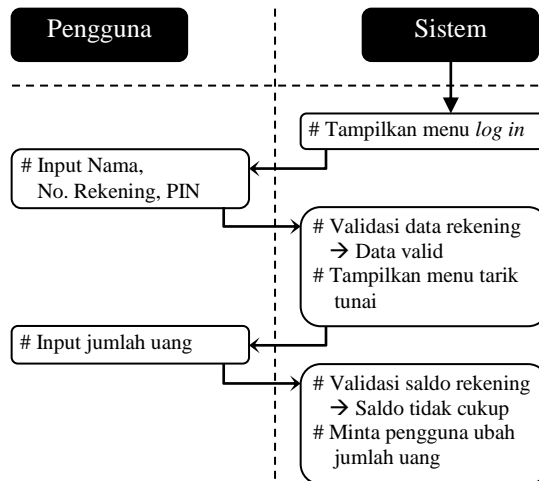 Pengguna
Sistem
# Tampilkan menu log in
# Input Nama,
No. Rekening, PIN
# Validasi data rekening
→ Data valid
# Tampilkan menu tarik
tunai
# Input jumlah uang
# Validasi saldo rekening
→ Saldo tidak cukup
# Minta pengguna ubah
jumlah uang